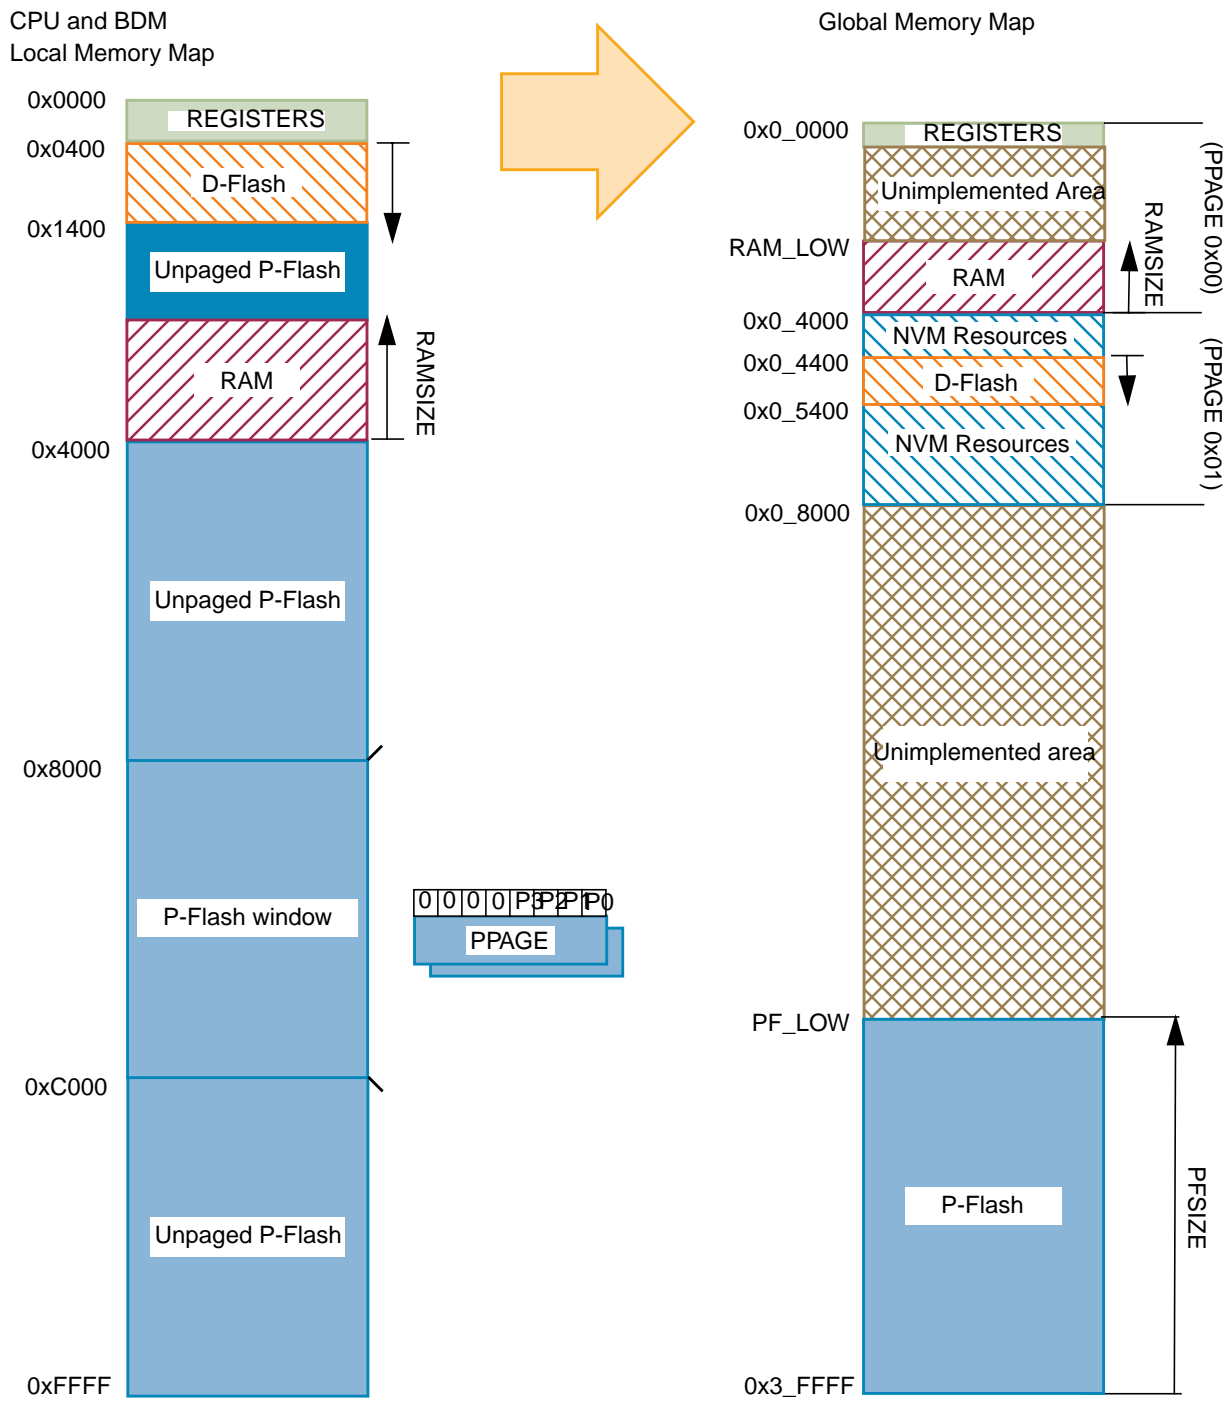 CPU and BDM
Local Memory Map
0x0000
REGISTERS
0x0400
D-Flash
0x1400
Unpaged P-Flash
RAM
RAMSIZE
0x4000
Unpaged P-Flash
0x8000
P-Flash window
0 0 0 0 P3 P2 P1 P0
PPAGE
0xC000
Unpaged P-Flash
0xFFFF
Global Memory Map
0x0_0000
REGISTERS
Unimplemented Area
(PPAGE 0x00)
RAM_LOW
RAM
RAMSIZE
0x0_4000
NVM Resources
0x0_4400
D-Flash
0x0_5400
NVM Resources
(PPAGE 0x01)
0x0_8000
Unimplemented area
PF_LOW
P-Flash
PFSIZE
0x3_FFFF